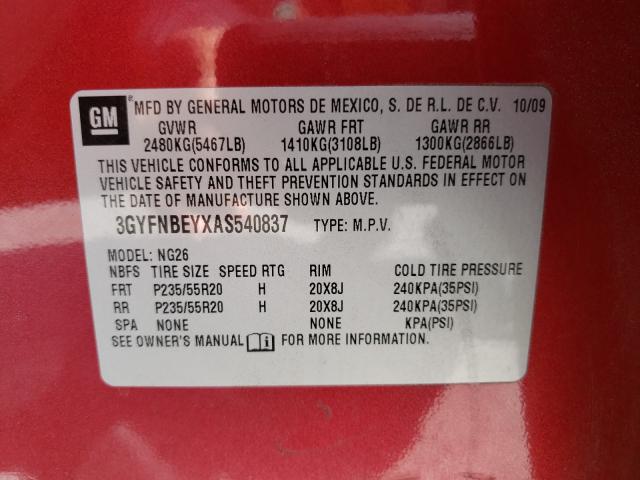 GM ® MFD BY GENERAL MOTORS DE MEXICO, S. DE R.L. DE C.V. 10/09
GVWR GAWR FRT GAWR RR
2480KG(5467LB) 1410KG(3108LB) 1300KG(2866LB)
THIS VEHICLE CONFORMS TO ALL APPLICABLE U.S. FEDERAL MOTOR
VEHICLE SAFETY AND THEFT PREVENTION STANDARDS IN EFFECT ON
THE DATE OF MANUFACTURE SHOWN ABOVE.
3GYFNBEYXAS540837 TYPE: M.P.V.
MODEL: NG26
NBFS TIRE SIZE SPEED RTG RIM COLD TIRE PRESSURE
FRT P235/55R20 H 20X8J 240KPA(35PSI)
RR P235/55R20 H 20X8J 240KPA(35PSI)
SPA NONE NONE KPA(PSI)
SEE OWNER'S MANUAL FOR MORE INFORMATION.